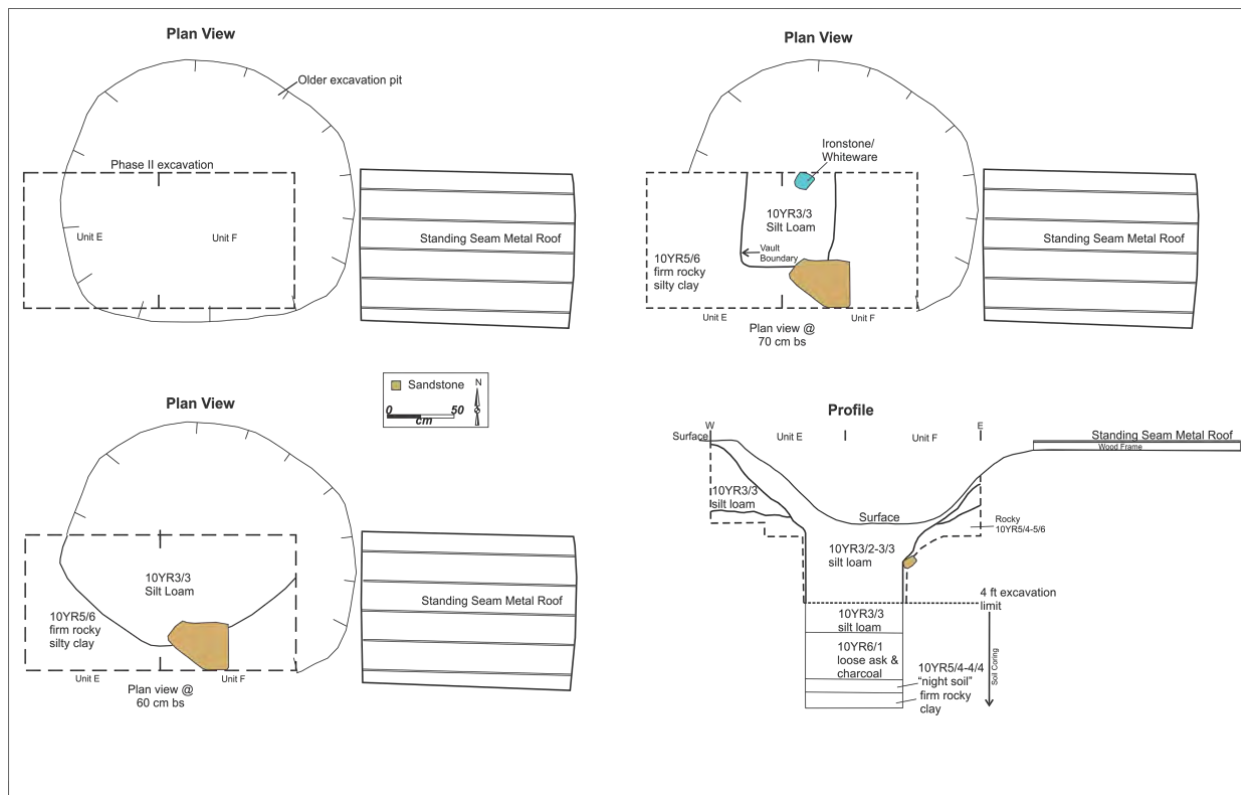 Plan View
Older excavation pit
Phase II excavation
Unit E
Unit F
Standing Seam Metal Roof
Plan View
Ironstone/
Whiteware
10YR3/3
Silt Loam
Vault
Boundary
10YR5/6
firm rocky
silty clay
Standing Seam Metal Roof
Unit E
Unit F
Plan view @
70 cm bs
Sandstone
N
0
50
cm
Plan View
10YR3/3
Silt Loam
10YR5/6
firm rocky
silty clay
Standing Seam Metal Roof
Unit E
Unit F
Plan view @
60 cm bs
Profile
W
E
Surface
Unit E
Unit F
Standing Seam Metal Roof
Wood Frame
10YR3/3
silt loam
Surface
Rocky
10YR5/4-5/6
10YR3/2-3/3
silt loam
4 ft excavation
limit
10YR3/3
silt loam
10YR6/1
loose ask &
charcoal
10YR5/4-4/4
"night soil"
firm rocky
clay
Soil Coring